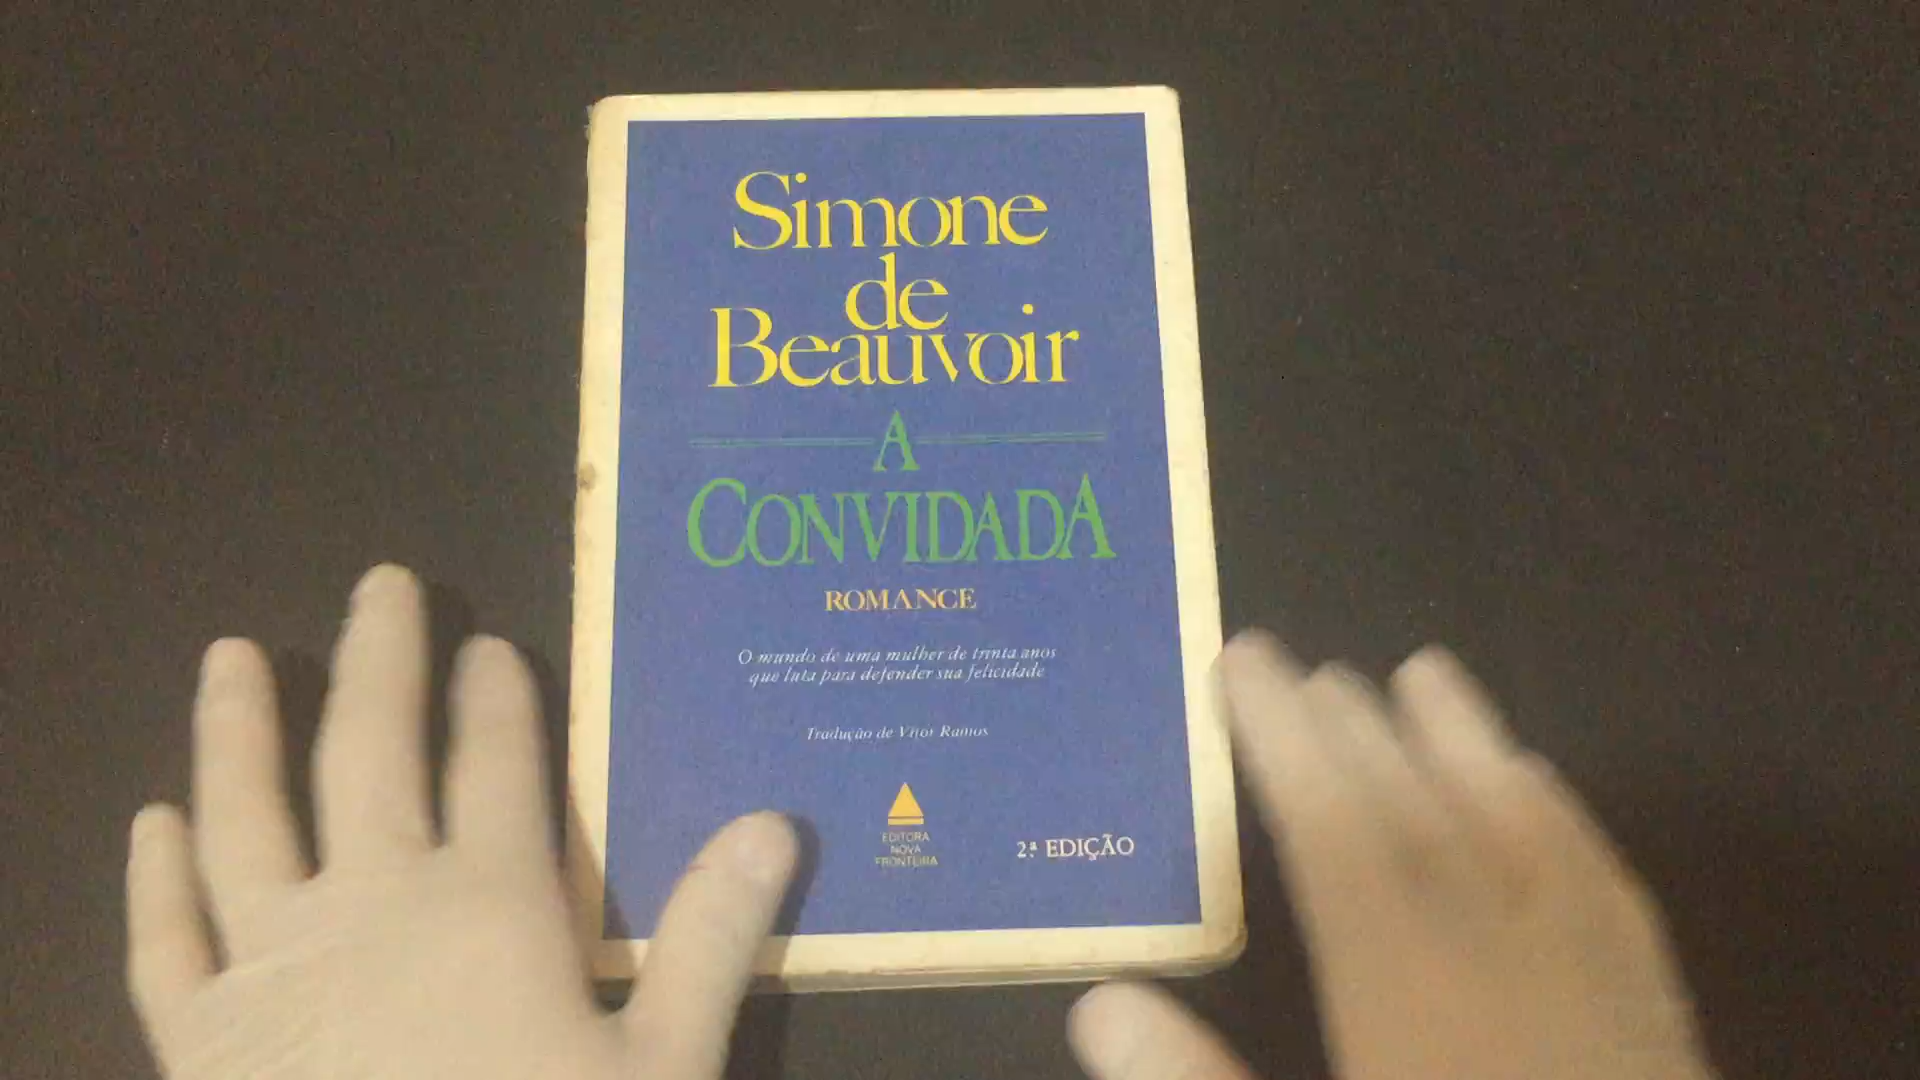 Simone
de
Beauvoir
A
CONVIDADA
ROMANCE
O mundo de uma mulher de trinta anos
que luta para defender sua felicidade
Tradução de Vitor Ramos
EDITORA
NOVA
FRONTEIRA
2.ª EDIÇÃO